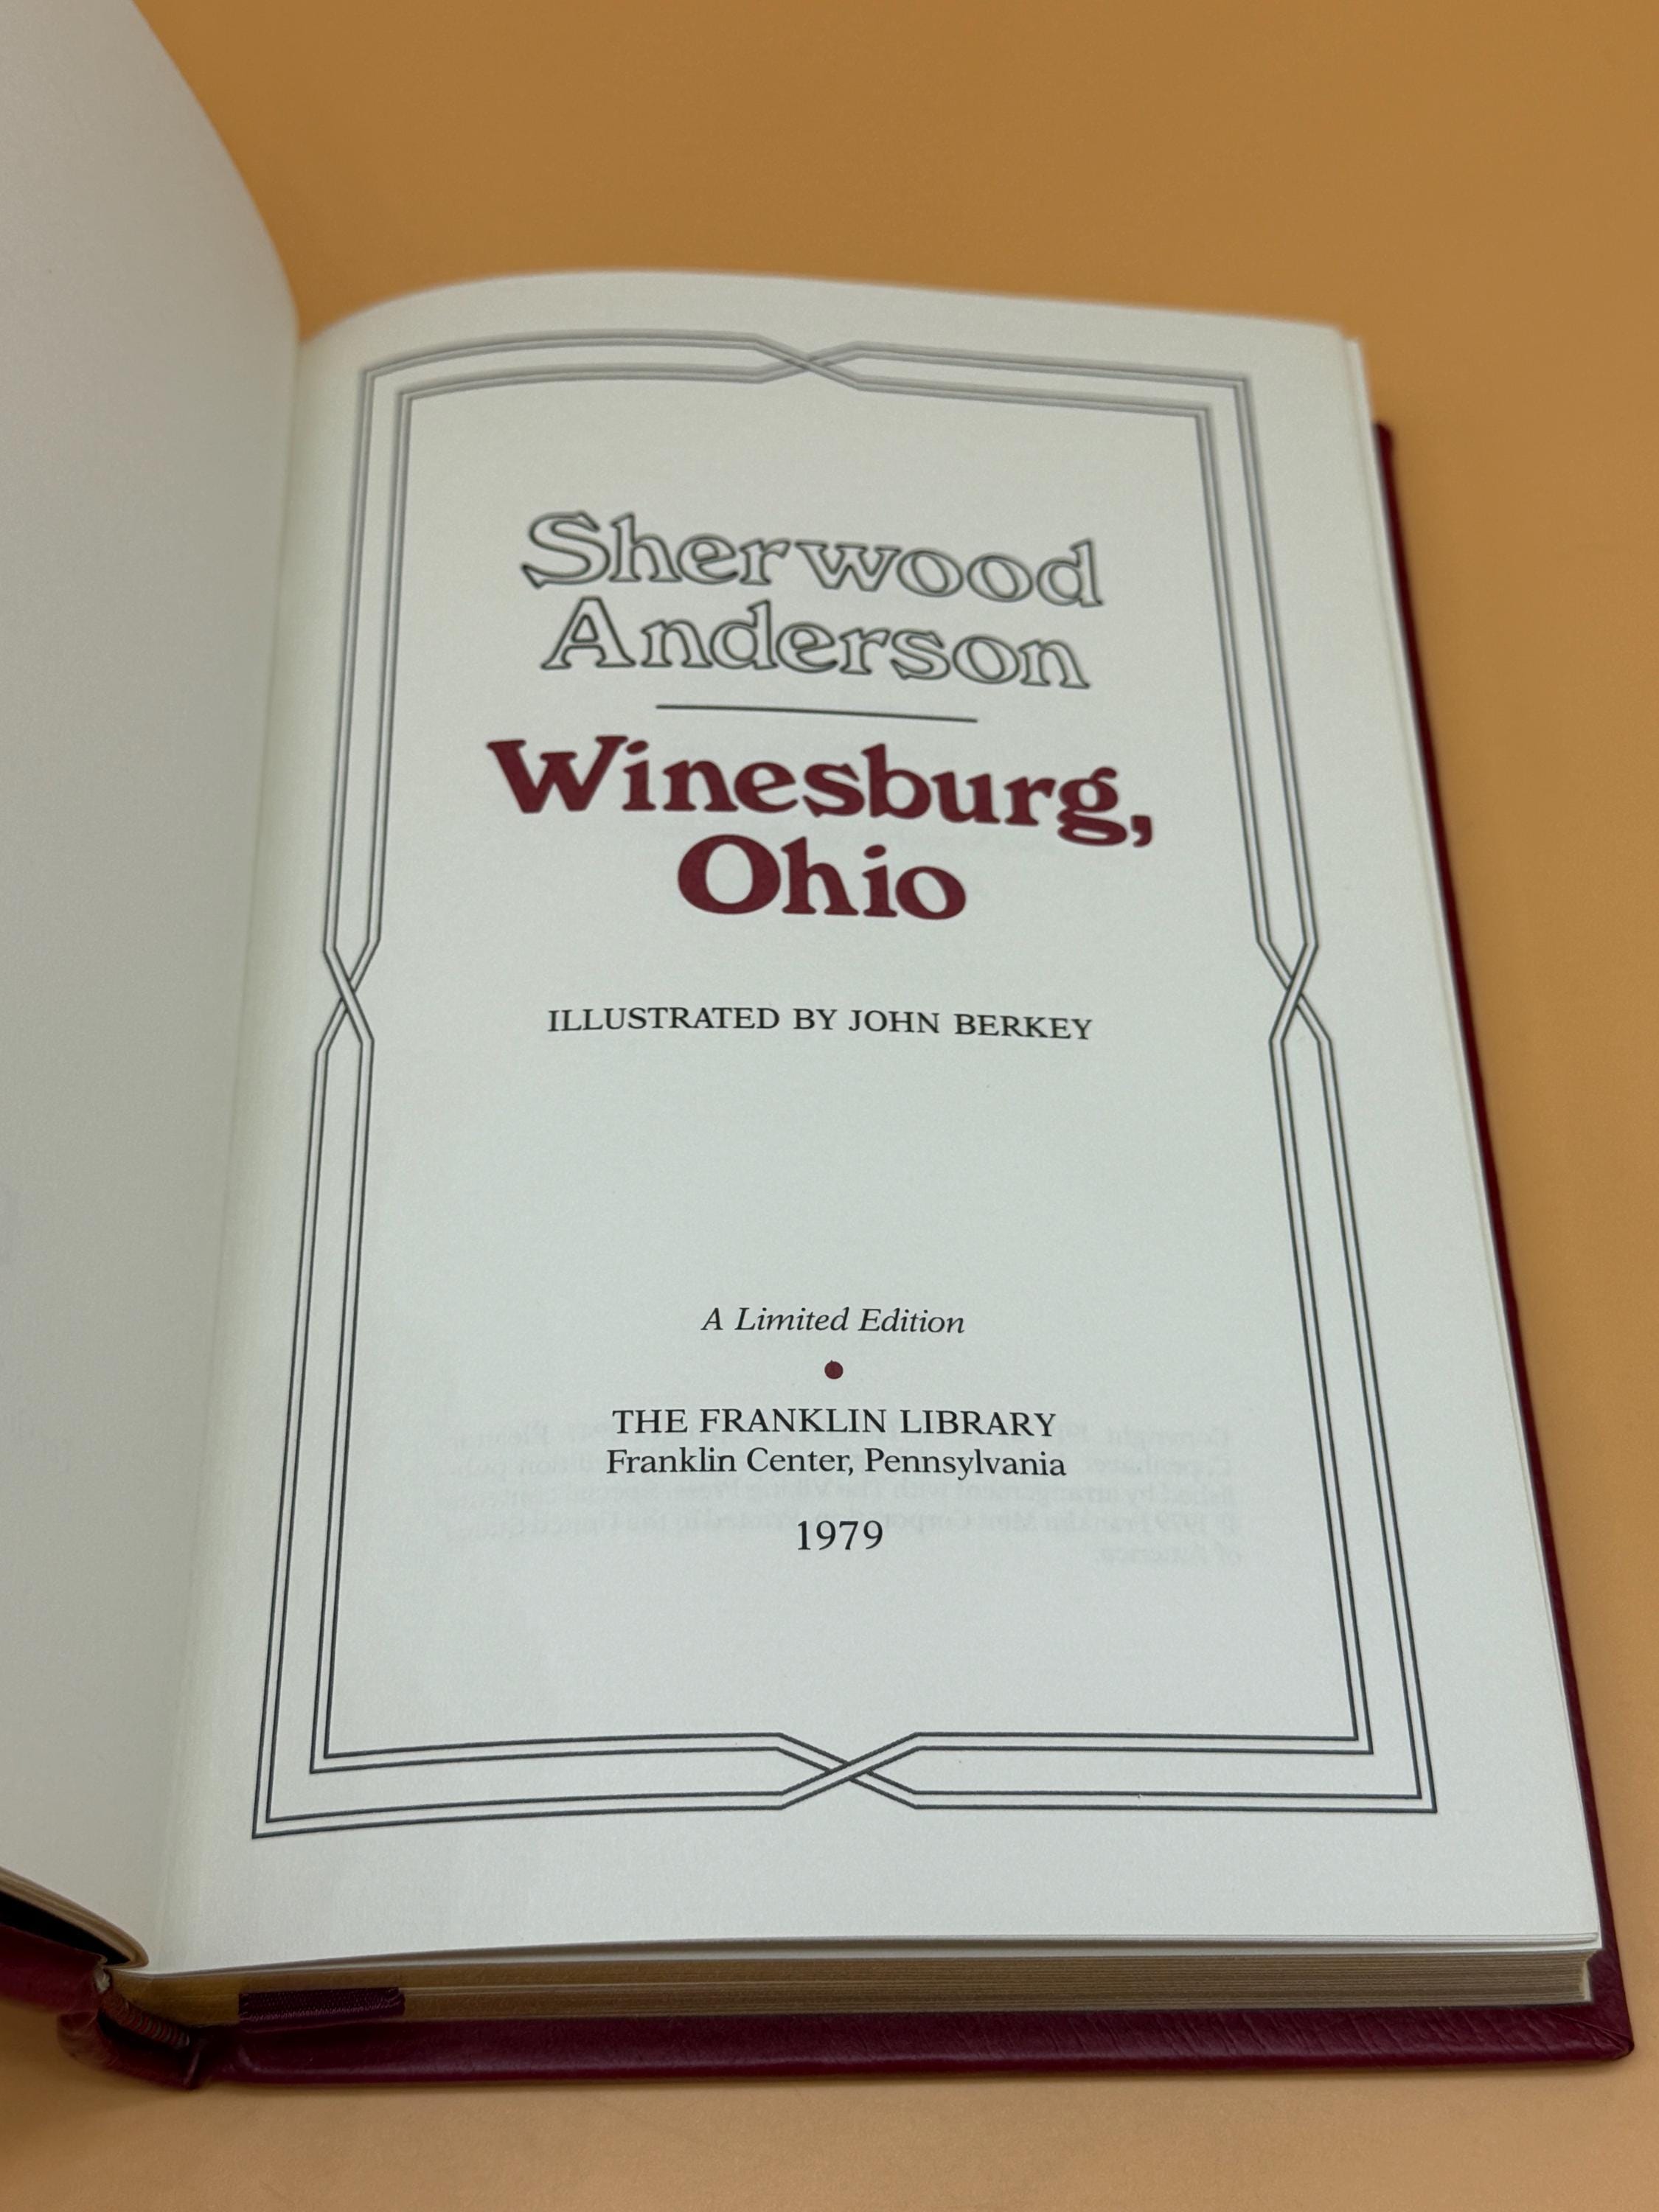 Sherwood
Anderson
Winesburg,
Ohio
ILLUSTRATED BY JOHN BERKEY
A Limited Edition
THE FRANKLIN LIBRARY
Franklin Center, Pennsylvania
1979